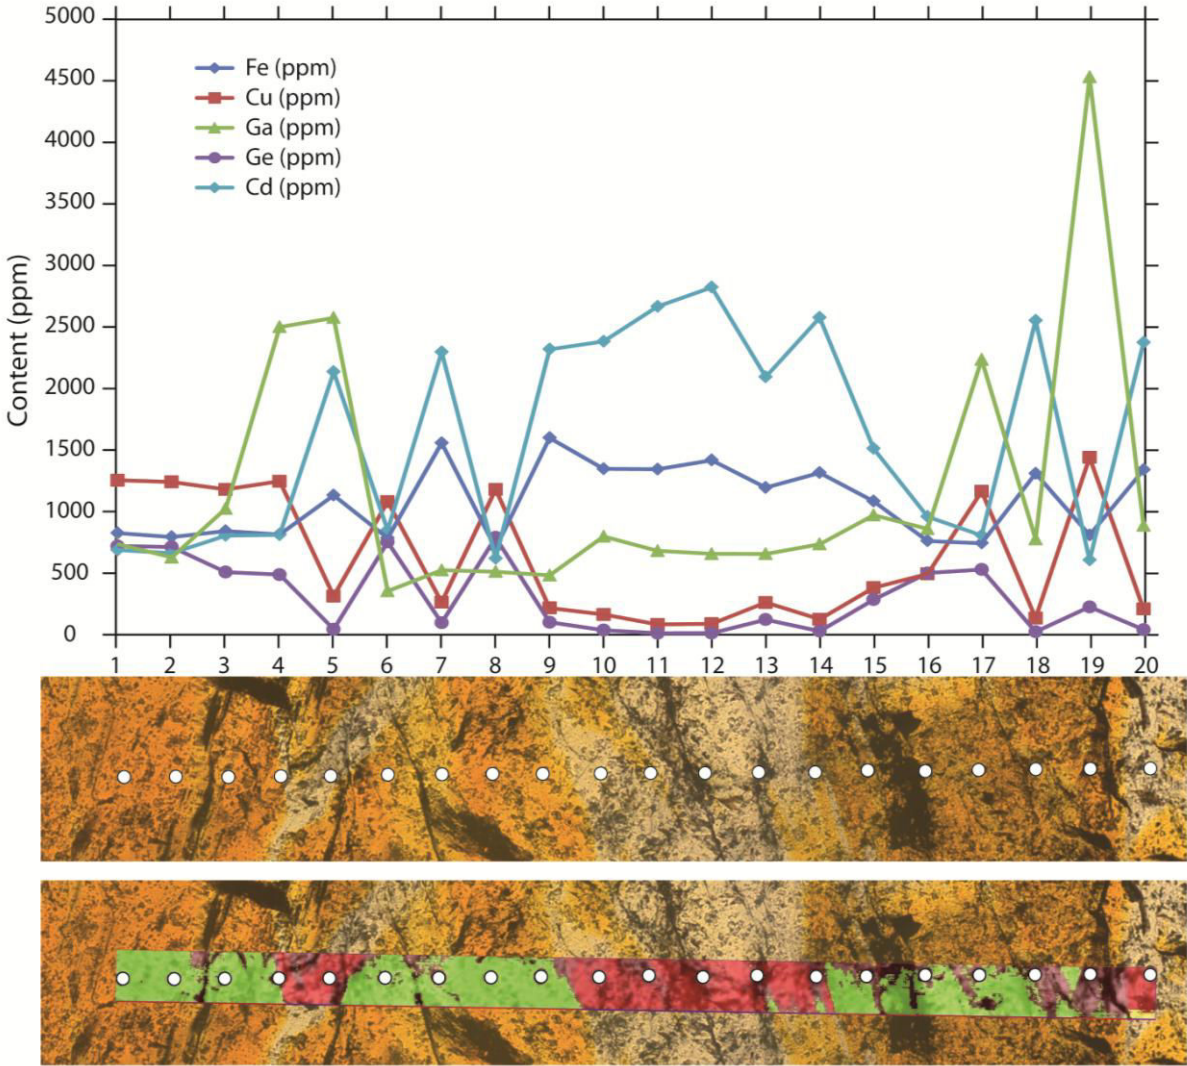 5000
4500
4000
3500
3000
2500
2000
1500
1000
500
0
Content (ppm)
Fe (ppm)
Cu (ppm)
Ga (ppm)
Ge (ppm)
Cd (ppm)
1 2 3 4 5 6 7 8 9 10 11 12 13 14 15 16 17 18 19 20